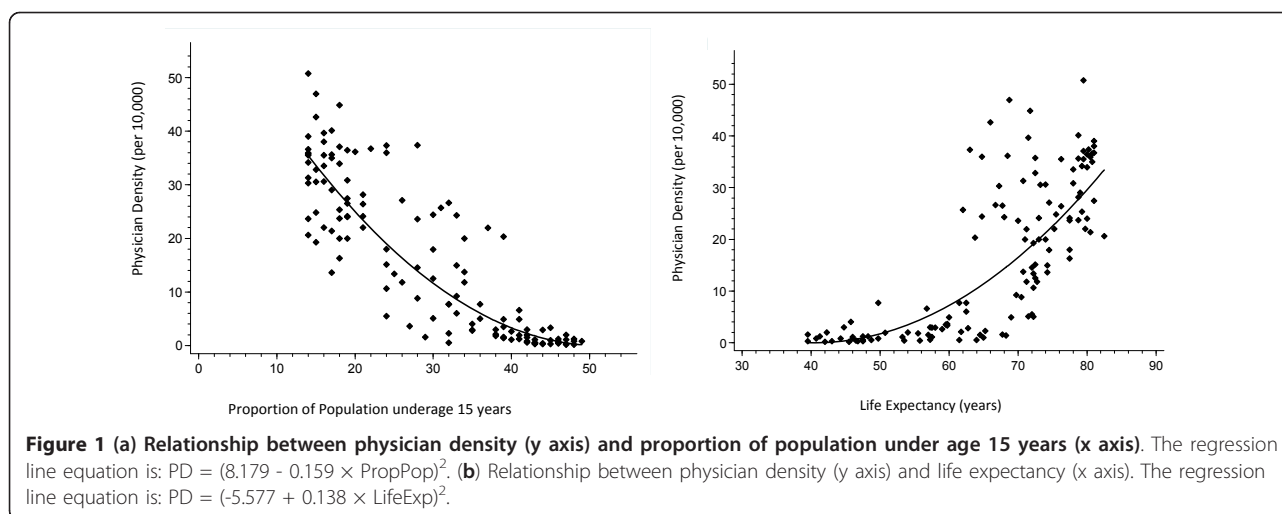 50
40
30
20
10
0
Physician Density (per 10,000)
0 10 20 30 40 50
Proportion of Population underage 15 years
50
40
30
20
10
0
Physician Density (per 10,000)
30 40 50 60 70 80 90
Life Expectancy (years)
Figure 1 (a) Relationship between physician density (y axis) and proportion of population under age 15 years (x axis). The regression
line equation is: PD = (8.179 - 0.159 × PropPop)². (b) Relationship between physician density (y axis) and life expectancy (x axis). The regression
line equation is: PD = (-5.577 + 0.138 × LifeExp)².